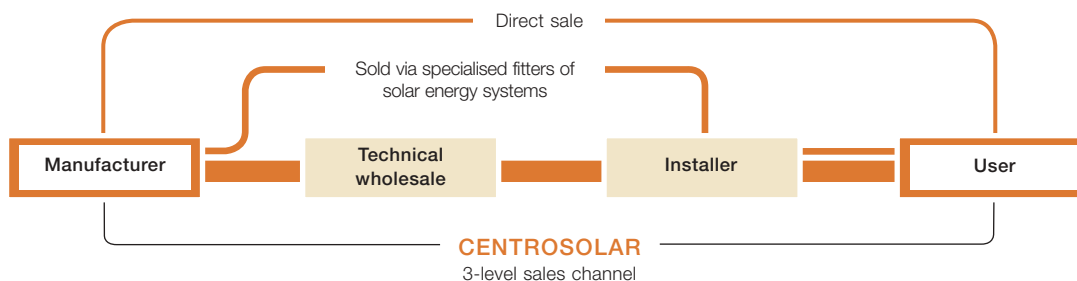 Direct sale
Sold via specialised fitters of
solar energy systems
Manufacturer
Technical
wholesale
Installer
User
CENTROSOLAR
3-level sales channel